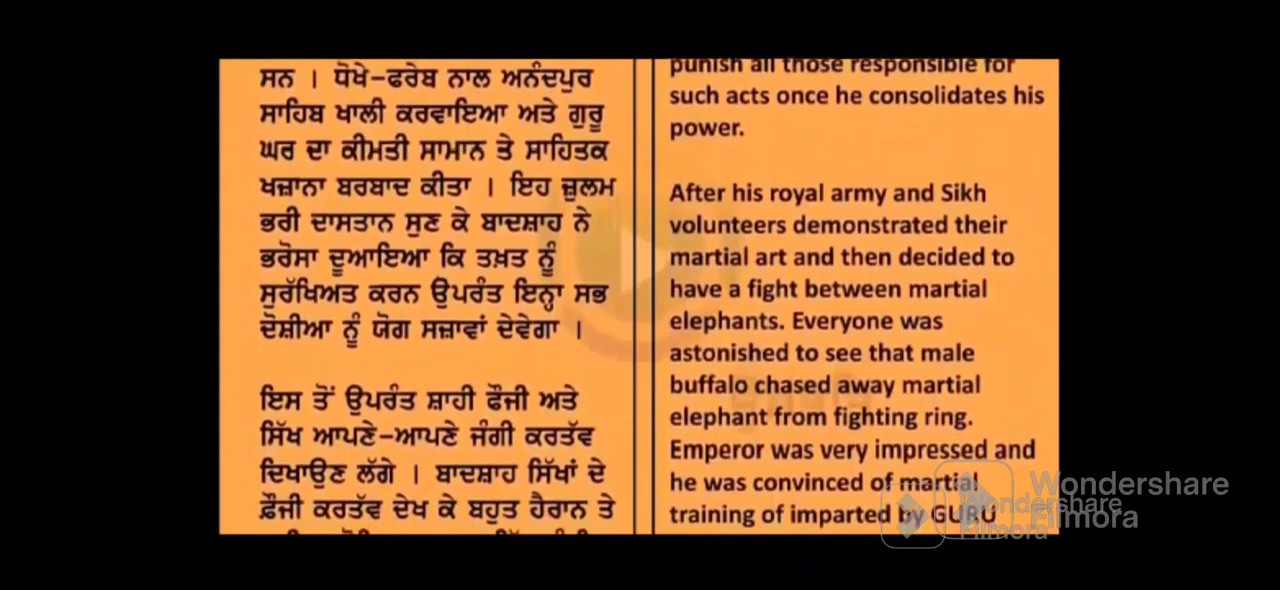 ਸਨ । ਧੋਖੇ-ਫਰੇਬ ਨਾਲ ਅਨੰਦਪੁਰ
ਸਾਹਿਬ ਖਾਲੀ ਕਰਵਾਇਆ ਅਤੇ ਗੁਰੂ
ਘਰ ਦਾ ਕੀਮਤੀ ਸਾਮਾਨ ਤੇ ਸਾਹਿਤਕ
ਖਜ਼ਾਨਾ ਬਰਬਾਦ ਕੀਤਾ । ਇਹ ਜ਼ੁਲਮ
ਭਰੀ ਦਾਸਤਾਨ ਸੁਣ ਕੇ ਬਾਦਸ਼ਾਹ ਨੇ
ਭਰੋਸਾ ਦੁਆਇਆ ਕਿ ਤਖ਼ਤ ਨੂੰ
ਸੁਰੱਖਿਅਤ ਕਰਨ ਉਪਰੰਤ ਇਨ੍ਹਾ ਸਭ
ਦੋਸ਼ੀਆ ਨੂੰ ਯੋਗ ਸਜ਼ਾਵਾਂ ਦੇਵੇਗਾ ।
ਇਸ ਤੋਂ ਉਪਰੰਤ ਸ਼ਾਹੀ ਫੌਜੀ ਅਤੇ
ਸਿੱਖ ਆਪਣੇ-ਆਪਣੇ ਜੰਗੀ ਕਰਤੱਵ
ਦਿਖਾਉਣ ਲੱਗੇ । ਬਾਦਸ਼ਾਹ ਸਿੱਖਾਂ ਦੇ
ਫ਼ੌਜੀ ਕਰਤੱਵ ਦੇਖ ਕੇ ਬਹੁਤ ਹੈਰਾਨ ਤੇ
punish all those responsible for
such acts once he consolidates his
power.
After his royal army and Sikh
volunteers demonstrated their
martial art and then decided to
have a fight between martial
elephants. Everyone was
astonished to see that male
buffalo chased away martial
elephant from fighting ring.
Emperor was very impressed and
he was convinced of martial
training of imparted by GURU
Wondershare
Filmora
Wondershare
Filmora